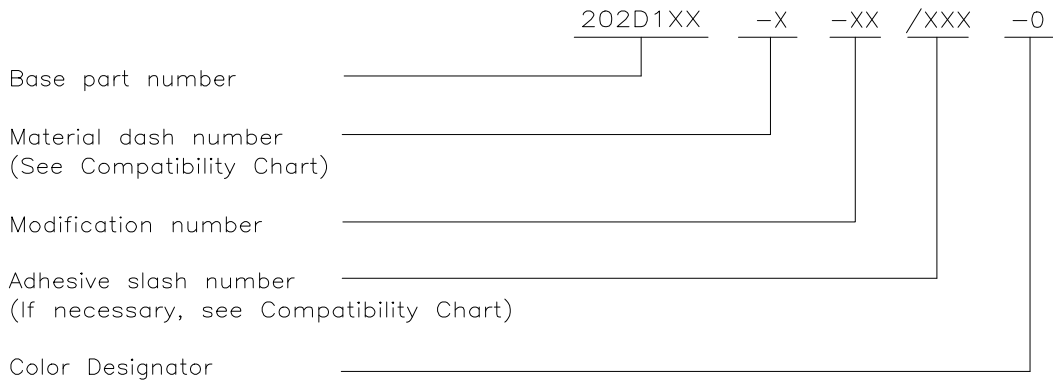 202D1XX -X -XX /XXX -0
Base part number
Material dash number
(See Compatibility Chart)
Modification number
Adhesive slash number
(If necessary, see Compatibility Chart)
Color Designator